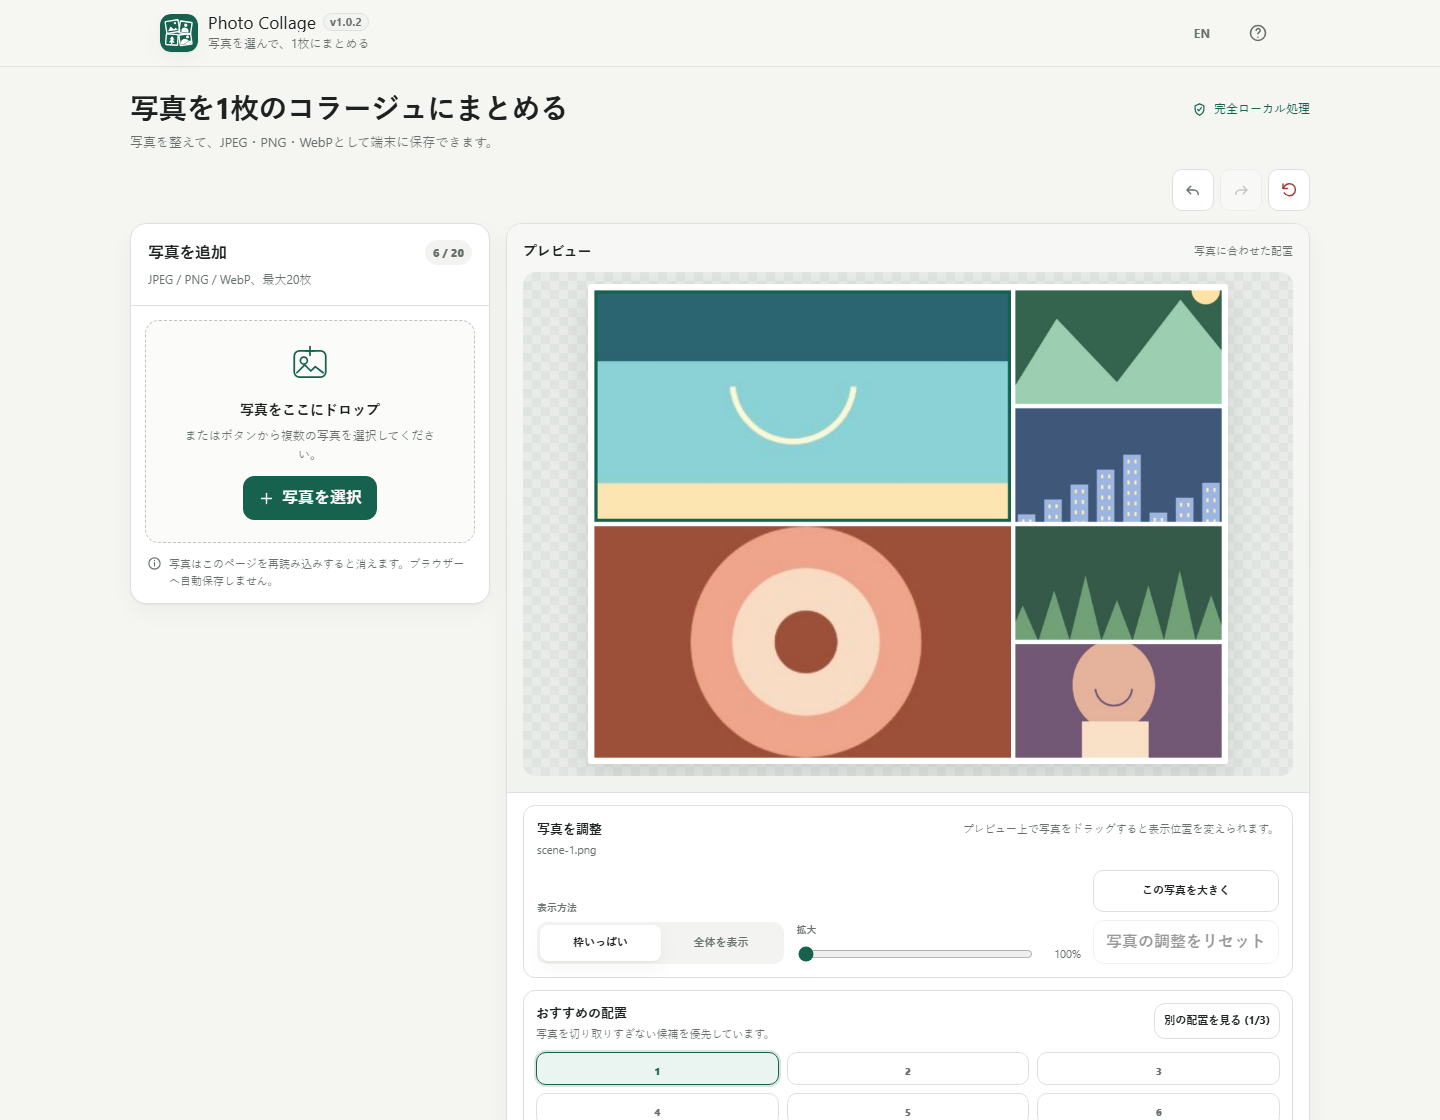 Photo Collage v1.0.2
写真を選んで、1枚にまとめる
EN
写真を1枚のコラージュにまとめる
写真を整えて、JPEG・PNG・WebPとして端末に保存できます。
完全ローカル処理
写真を追加
6 / 20
JPEG / PNG / WebP、最大20枚
写真をここにドロップ
またはボタンから複数の写真を選択してくださ
い。
写真を選択
写真はこのページを再読み込みすると消えます。ブラウザー
へ自動保存しません。
プレビュー
写真に合わせた配置
写真を調整
プレビュー上で写真をドラッグすると表示位置を変えられます。
scene-1.png
表示方法
枠いっぱい
全体を表示
拡大
100%
この写真を大きく
写真の調整をリセット
おすすめの配置
写真を切り取りすぎない候補を優先しています。
別の配置を見る (1/3)
1
2
3
4
5
6